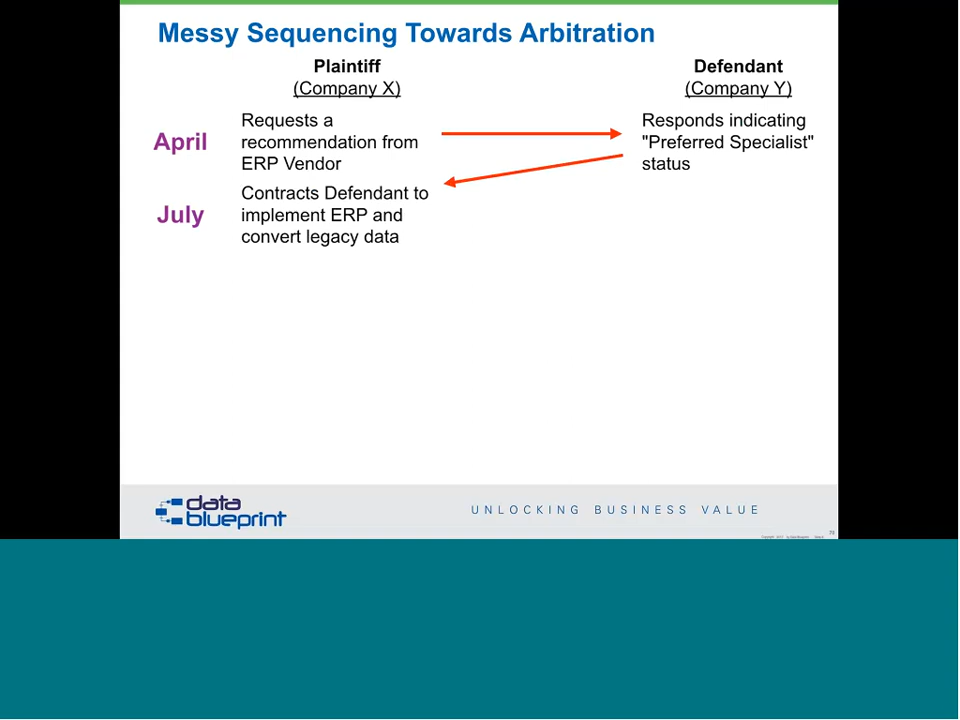 Messy Sequencing Towards Arbitration
Plaintiff
(Company X)
Defendant
(Company Y)
April
Requests a
recommendation from
ERP Vendor
Responds indicating
"Preferred Specialist"
status
July
Contracts Defendant to
implement ERP and
convert legacy data
data
blueprint
UNLOCKING BUSINESS VALUE